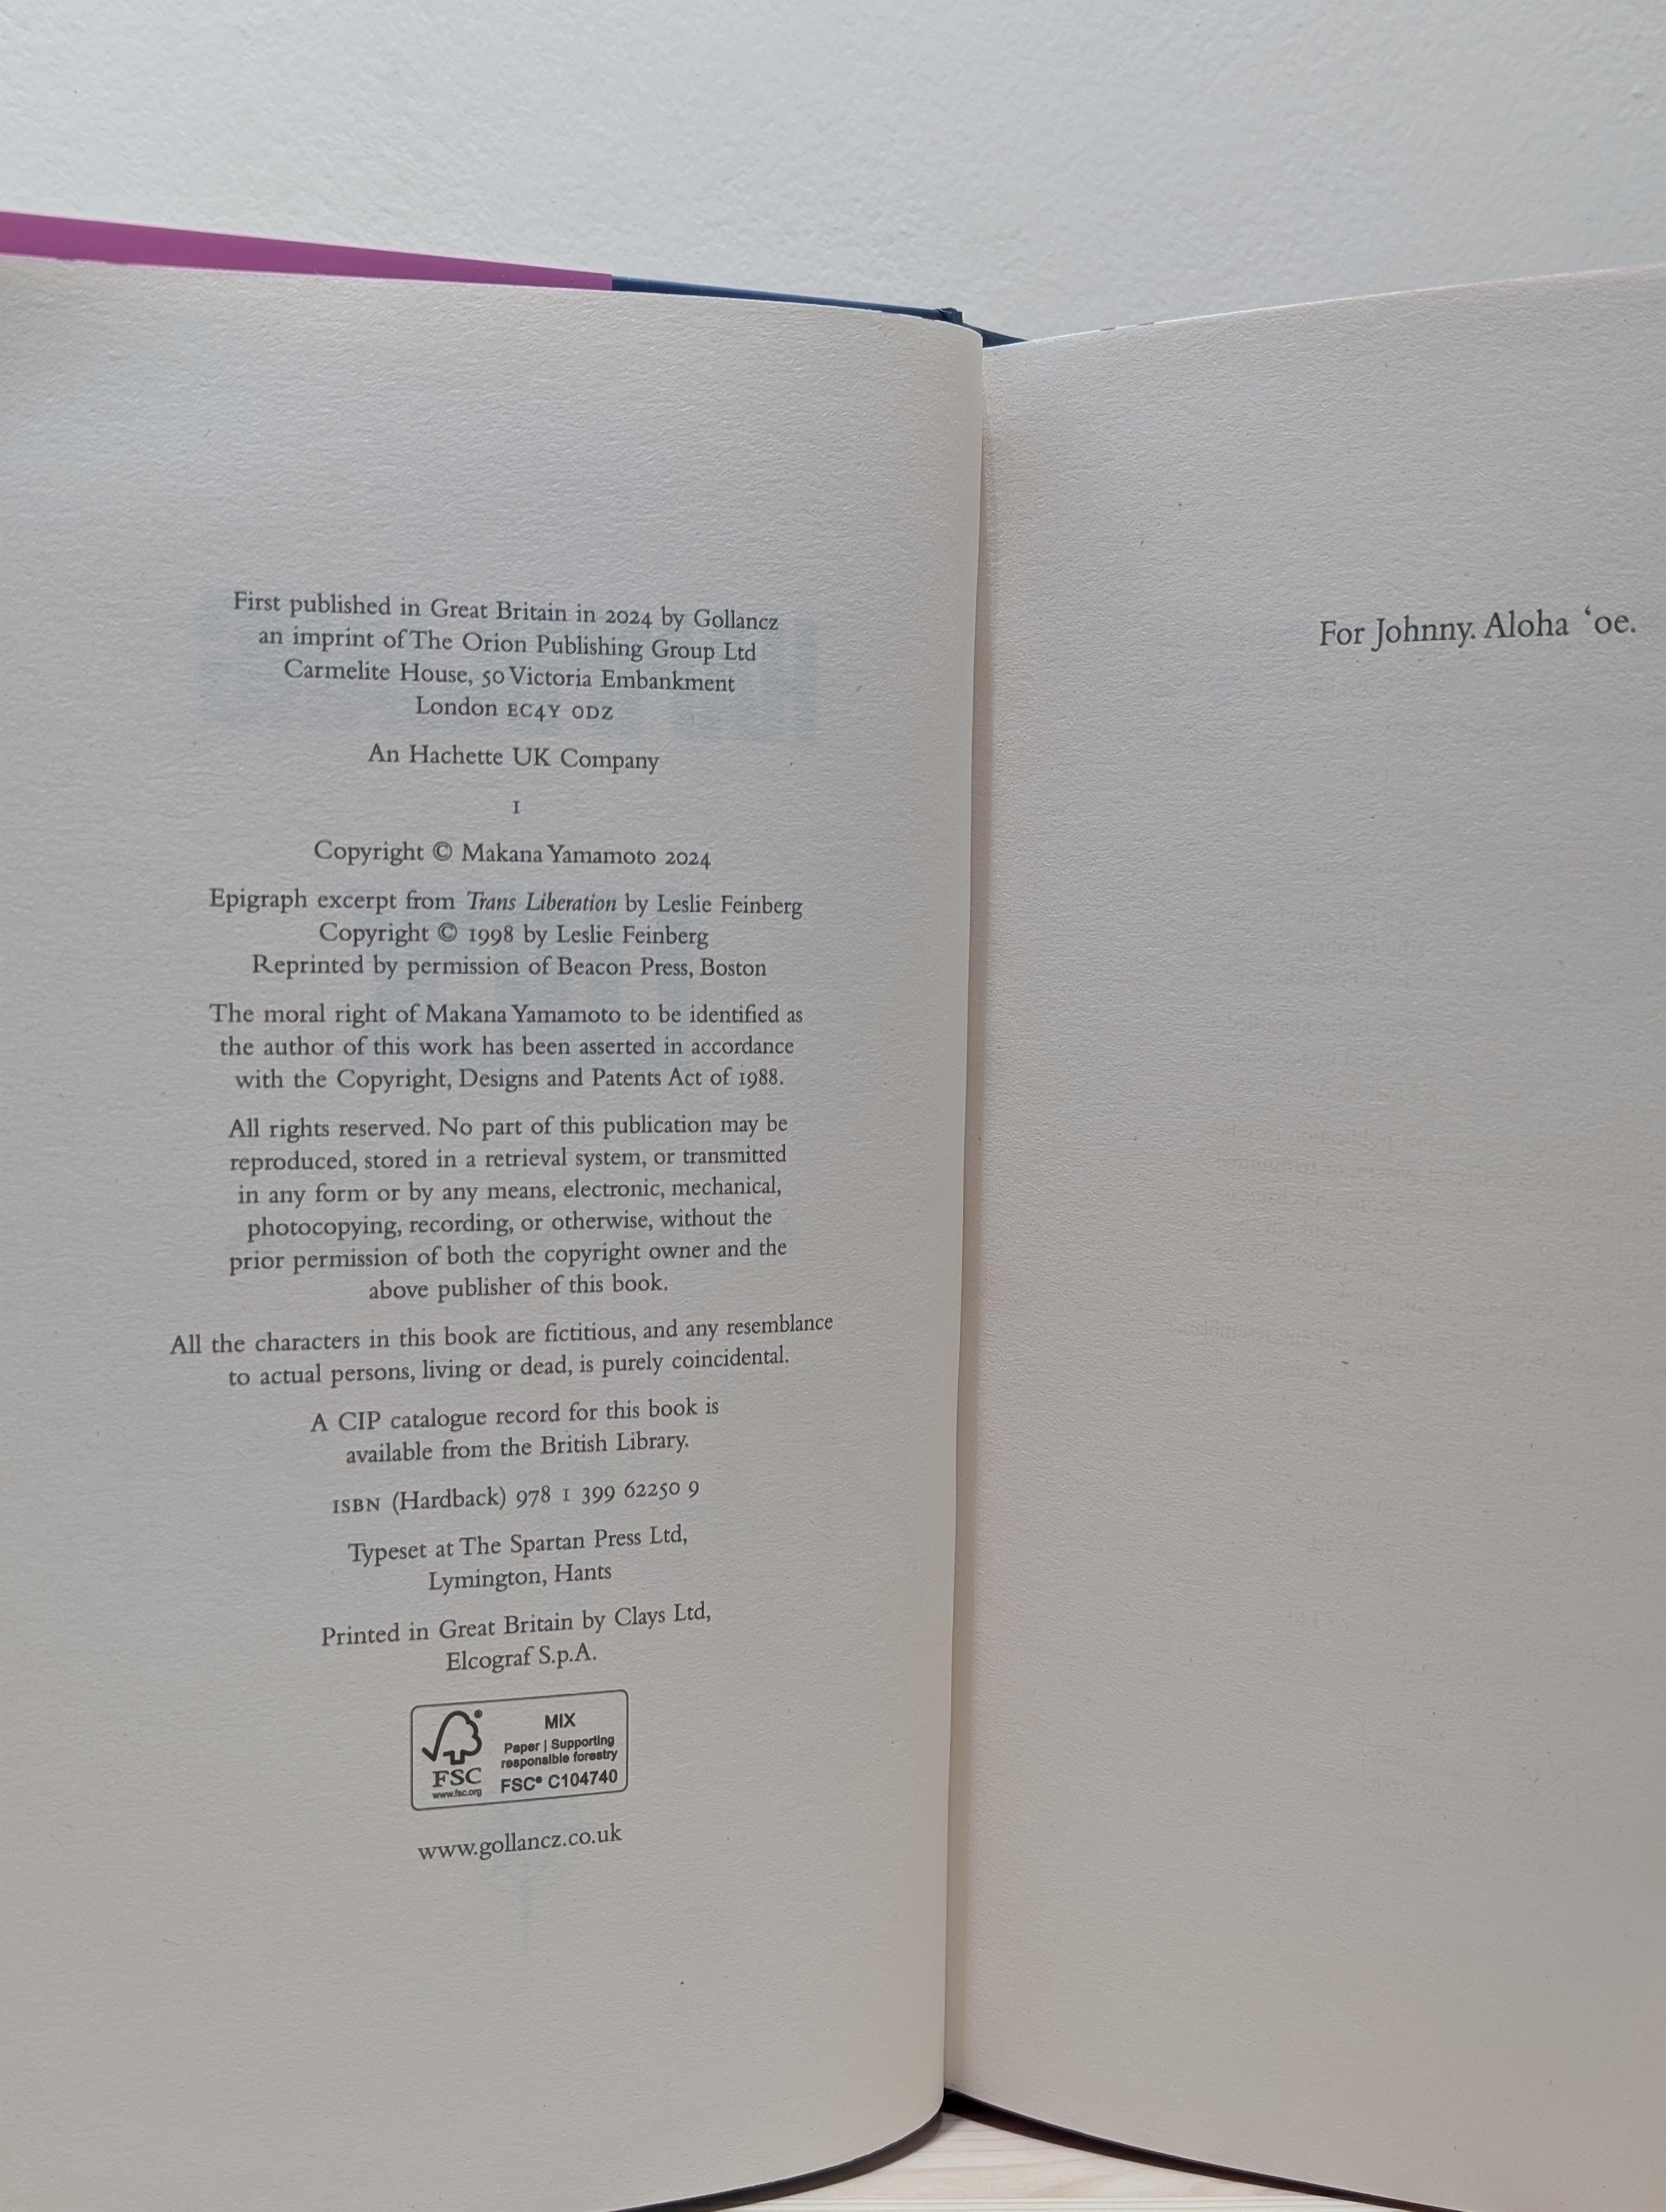 First published in Great Britain in 2024 by Gollancz
an imprint of The Orion Publishing Group Ltd
Carmelite House, 50 Victoria Embankment
London EC4Y 0DZ
An Hachette UK Company
1
Copyright © Makana Yamamoto 2024
Epigraph excerpt from Trans Liberation by Leslie Feinberg
Copyright © 1998 by Leslie Feinberg
Reprinted by permission of Beacon Press, Boston
The moral right of Makana Yamamoto to be identified as
the author of this work has been asserted in accordance
with the Copyright, Designs and Patents Act of 1988.
All rights reserved. No part of this publication may be
reproduced, stored in a retrieval system, or transmitted
in any form or by any means, electronic, mechanical,
photocopying, recording, or otherwise, without the
prior permission of both the copyright owner and the
above publisher of this book.
All the characters in this book are fictitious, and any resemblance
to actual persons, living or dead, is purely coincidental.
A CIP catalogue record for this book is
available from the British Library.
ISBN (Hardback) 978 1 399 62250 9
Typeset at The Spartan Press Ltd,
Lymington, Hants
Printed in Great Britain by Clays Ltd,
Elcograf S.p.A.
FSC
www.fsc.org
MIX
Paper | Supporting
responsible forestry
FSC® C104740
www.gollancz.co.uk
For Johnny. Aloha ʻoe.